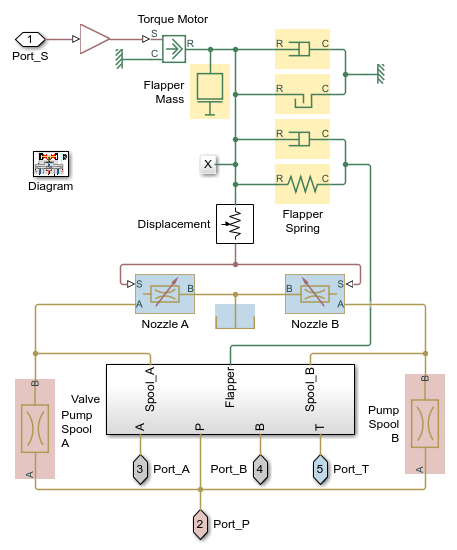 Torque Motor
1
S
C
R
R
C
Port_S
Flapper
Mass
R
C
R
C
X
R
C
Diagram
Flapper
Spring
Displacement
S
B
B
S
A
A
Nozzle A
Nozzle B
B
B
Spool_A
Flapper
Spool_B
Valve
Pump
Spool
A
Pump
Spool
B
A
P
B
T
A
A
3
Port_A
Port_B
4
5
Port_T
2
Port_P